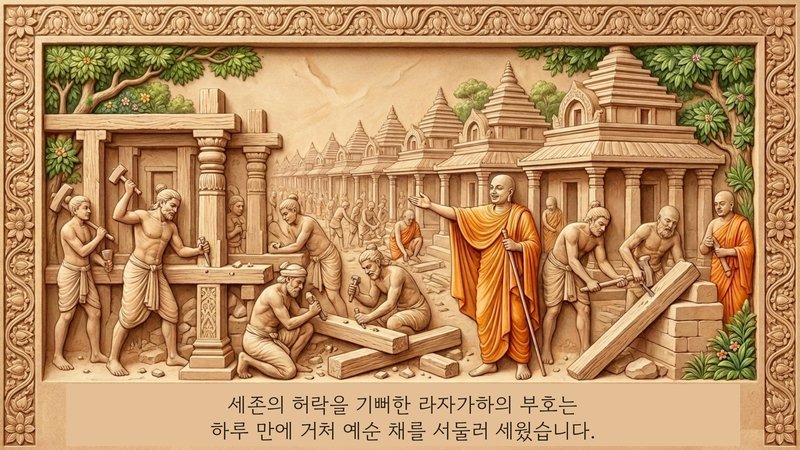 세존의 허락을 기뻐한 라자가하의 부호는
하루 만에 거처 예순 채를 서둘러 세웠습니다.